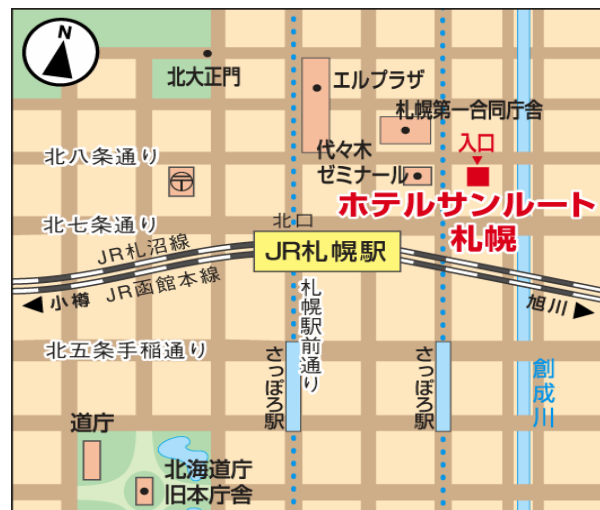 N
北大正門
エルプラザ
札幌第一合同庁舎
入口
代々木
ゼミナール
北八条通り
〒
ホテルサンルート
札幌
北七条通り
北口
JR札沼線
JR札幌駅
JR函館本線
小樽
旭川
札幌駅前通り
北五条手稲通り
さっぽろ駅
さっぽろ駅
創成川
道庁
北海道庁
旧本庁舎